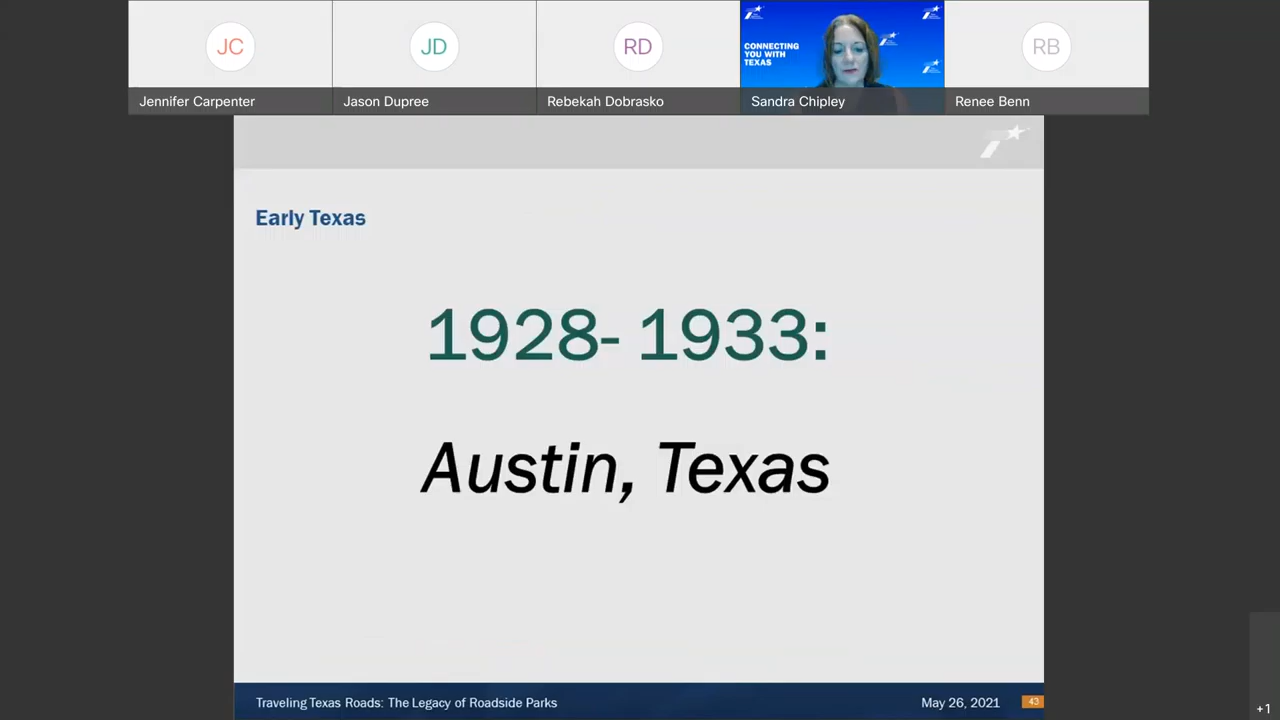 JC
JD
RD
CONNECTING
YOU WITH
TEXAS
RB
Jennifer Carpenter
Jason Dupree
Rebekah Dobrasko
Sandra Chipley
Renee Benn
Early Texas
1928- 1933:
Austin, Texas
Traveling Texas Roads: The Legacy of Roadside Parks
May 26, 2021
43
+1